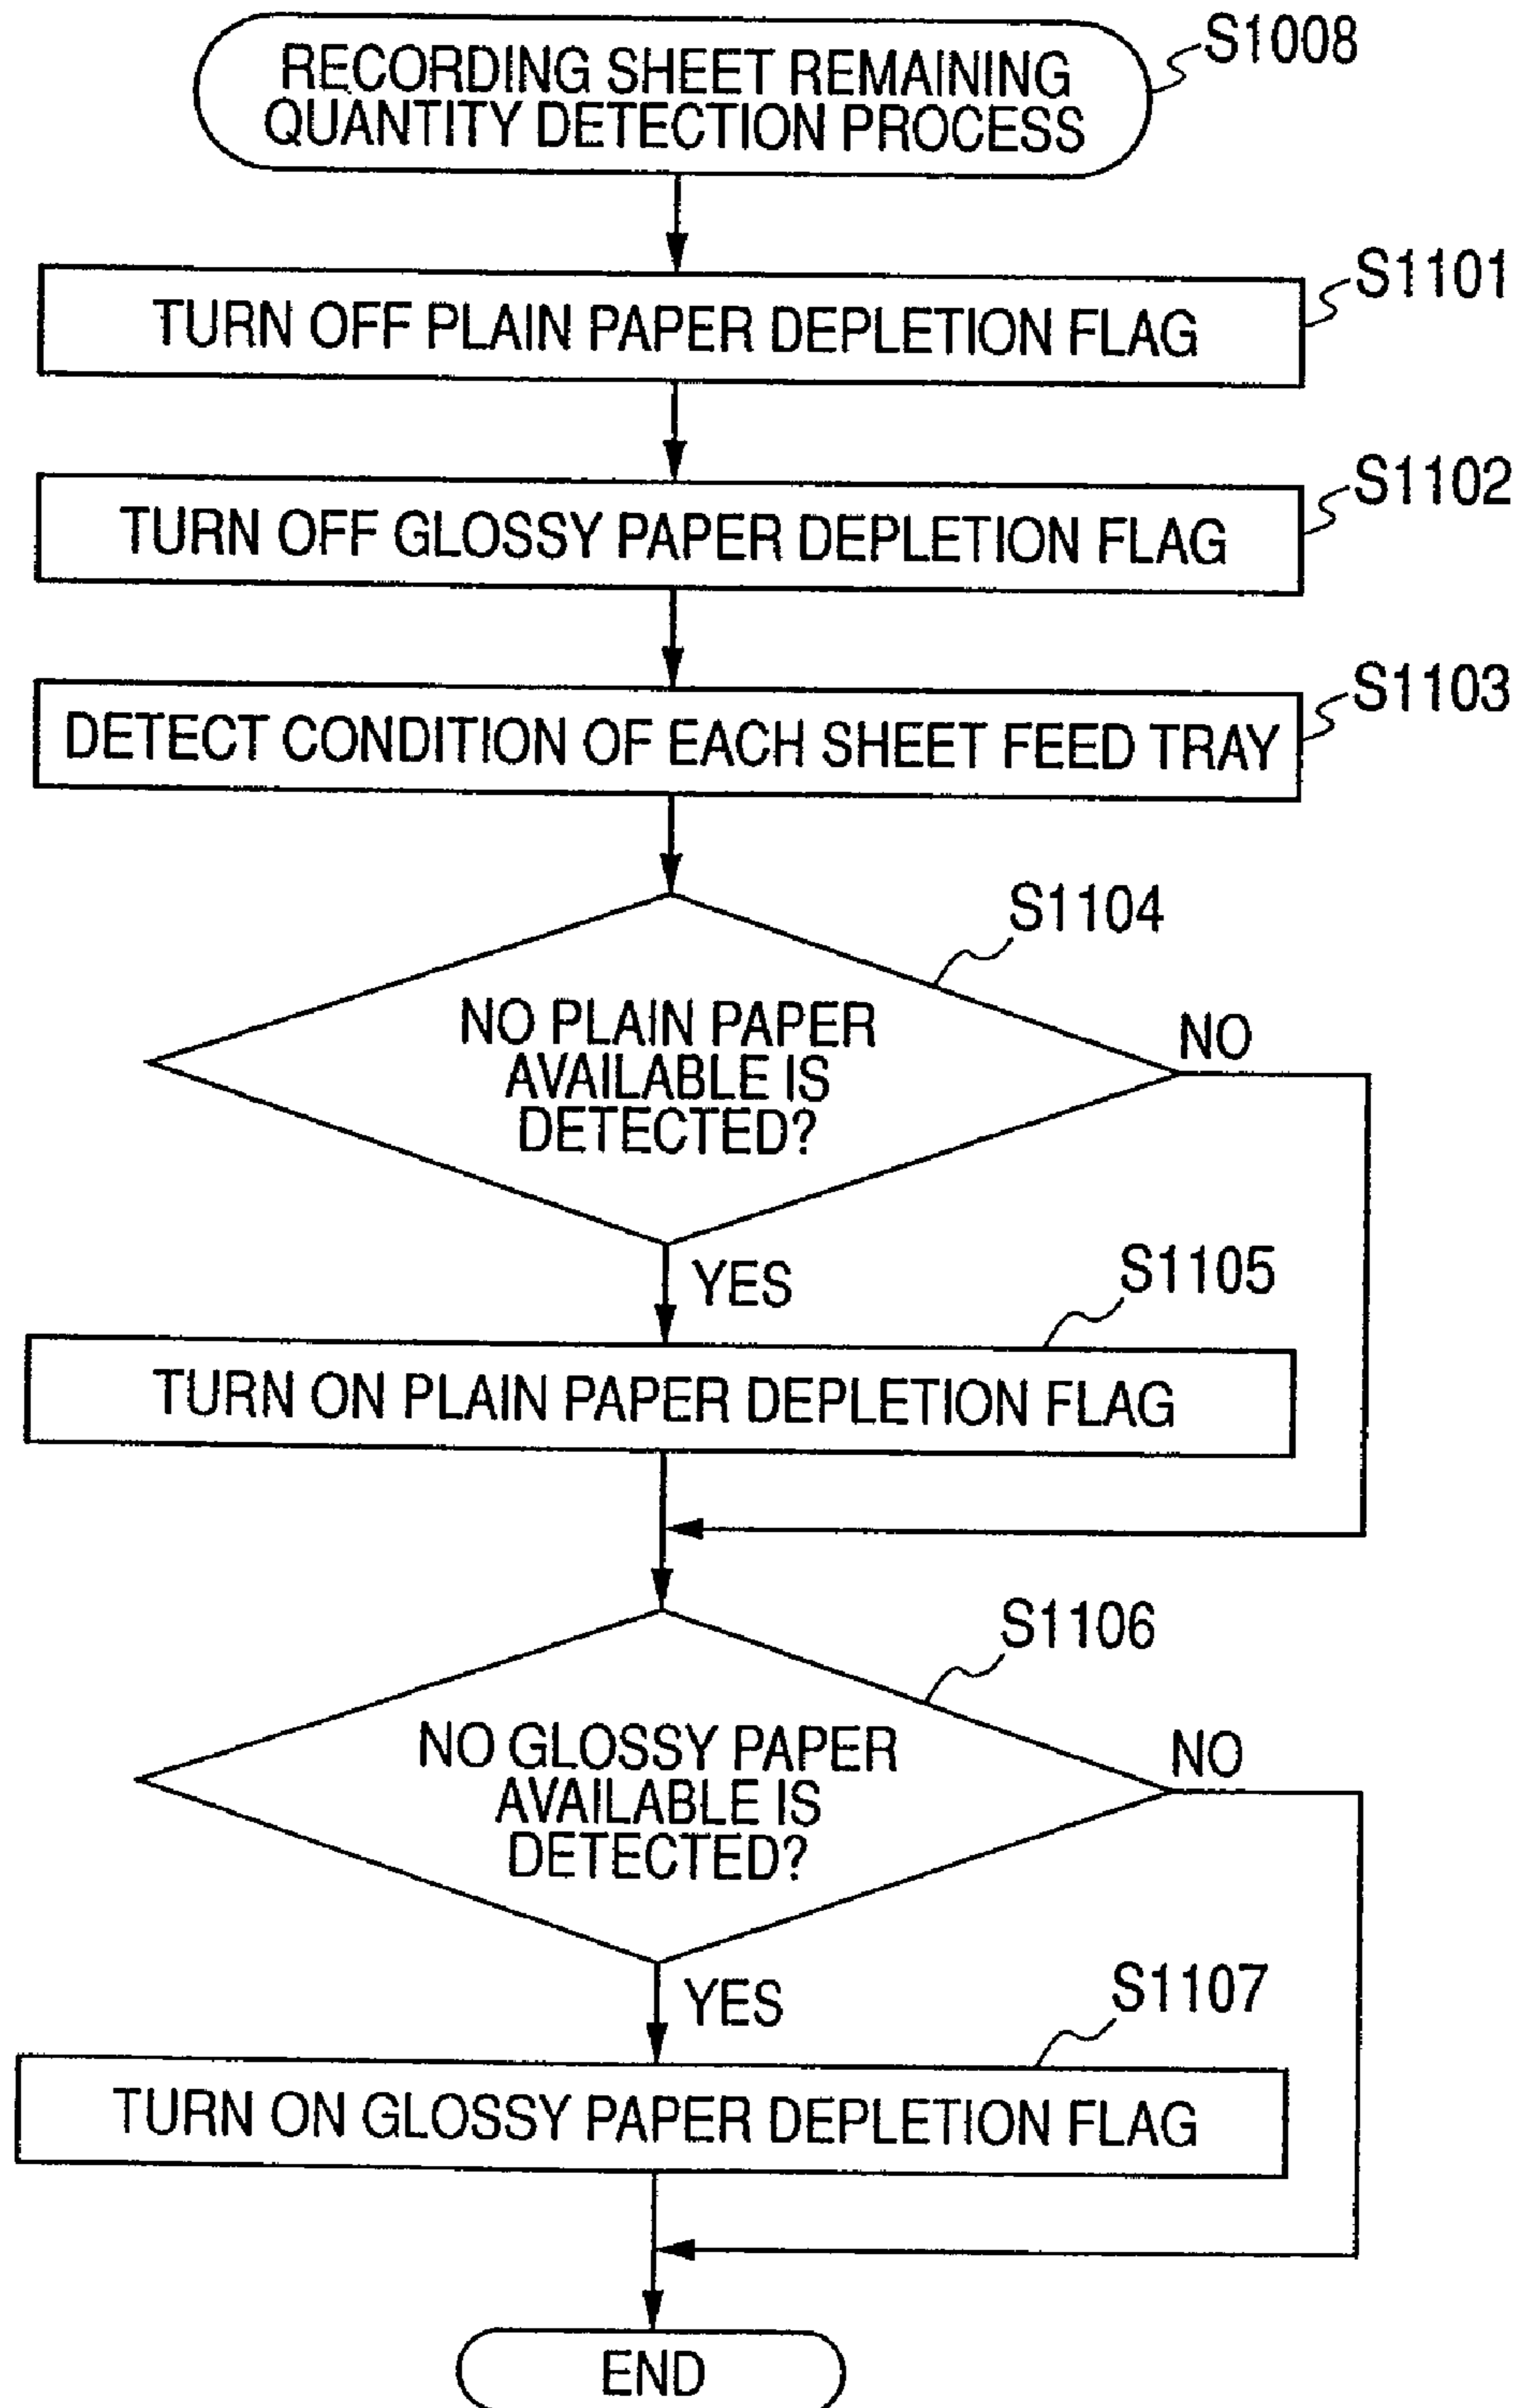 RECORDING SHEET REMAINING
QUANTITY DETECTION PROCESS
S1008
TURN OFF PLAIN PAPER DEPLETION FLAG
S1101
TURN OFF GLOSSY PAPER DEPLETION FLAG
S1102
DETECT CONDITION OF EACH SHEET FEED TRAY
S1103
S1104
NO PLAIN PAPER
AVAILABLE IS
DETECTED?
NO
YES
S1105
TURN ON PLAIN PAPER DEPLETION FLAG
S1106
NO GLOSSY PAPER
AVAILABLE IS
DETECTED?
NO
YES
S1107
TURN ON GLOSSY PAPER DEPLETION FLAG
END